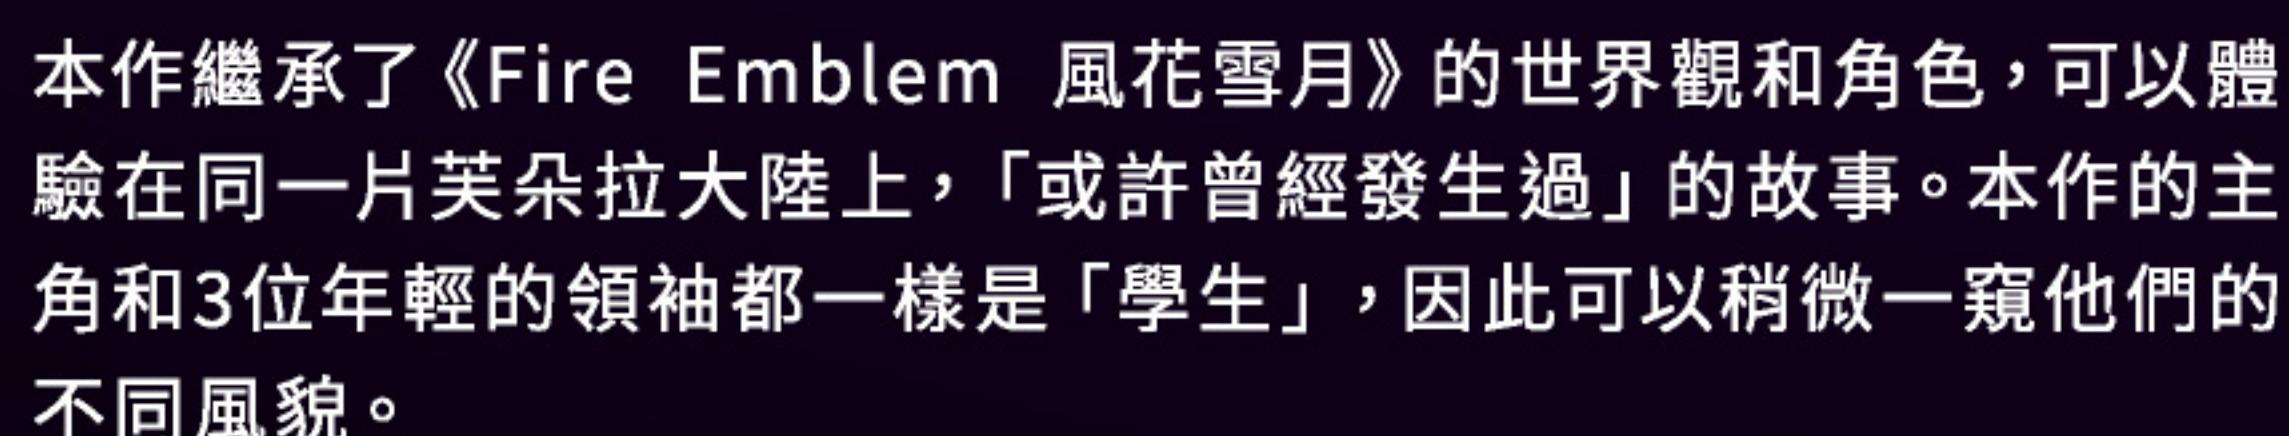 本作繼承了《Fire Emblem 風花雪月》的世界觀和角色，可以體
驗在同一片芙朵拉大陸上，「或許曾經發生過」的故事。本作的主
角和3位年輕的領袖都一樣是「學生」，因此可以稍微一窺他們的
不同風貌。